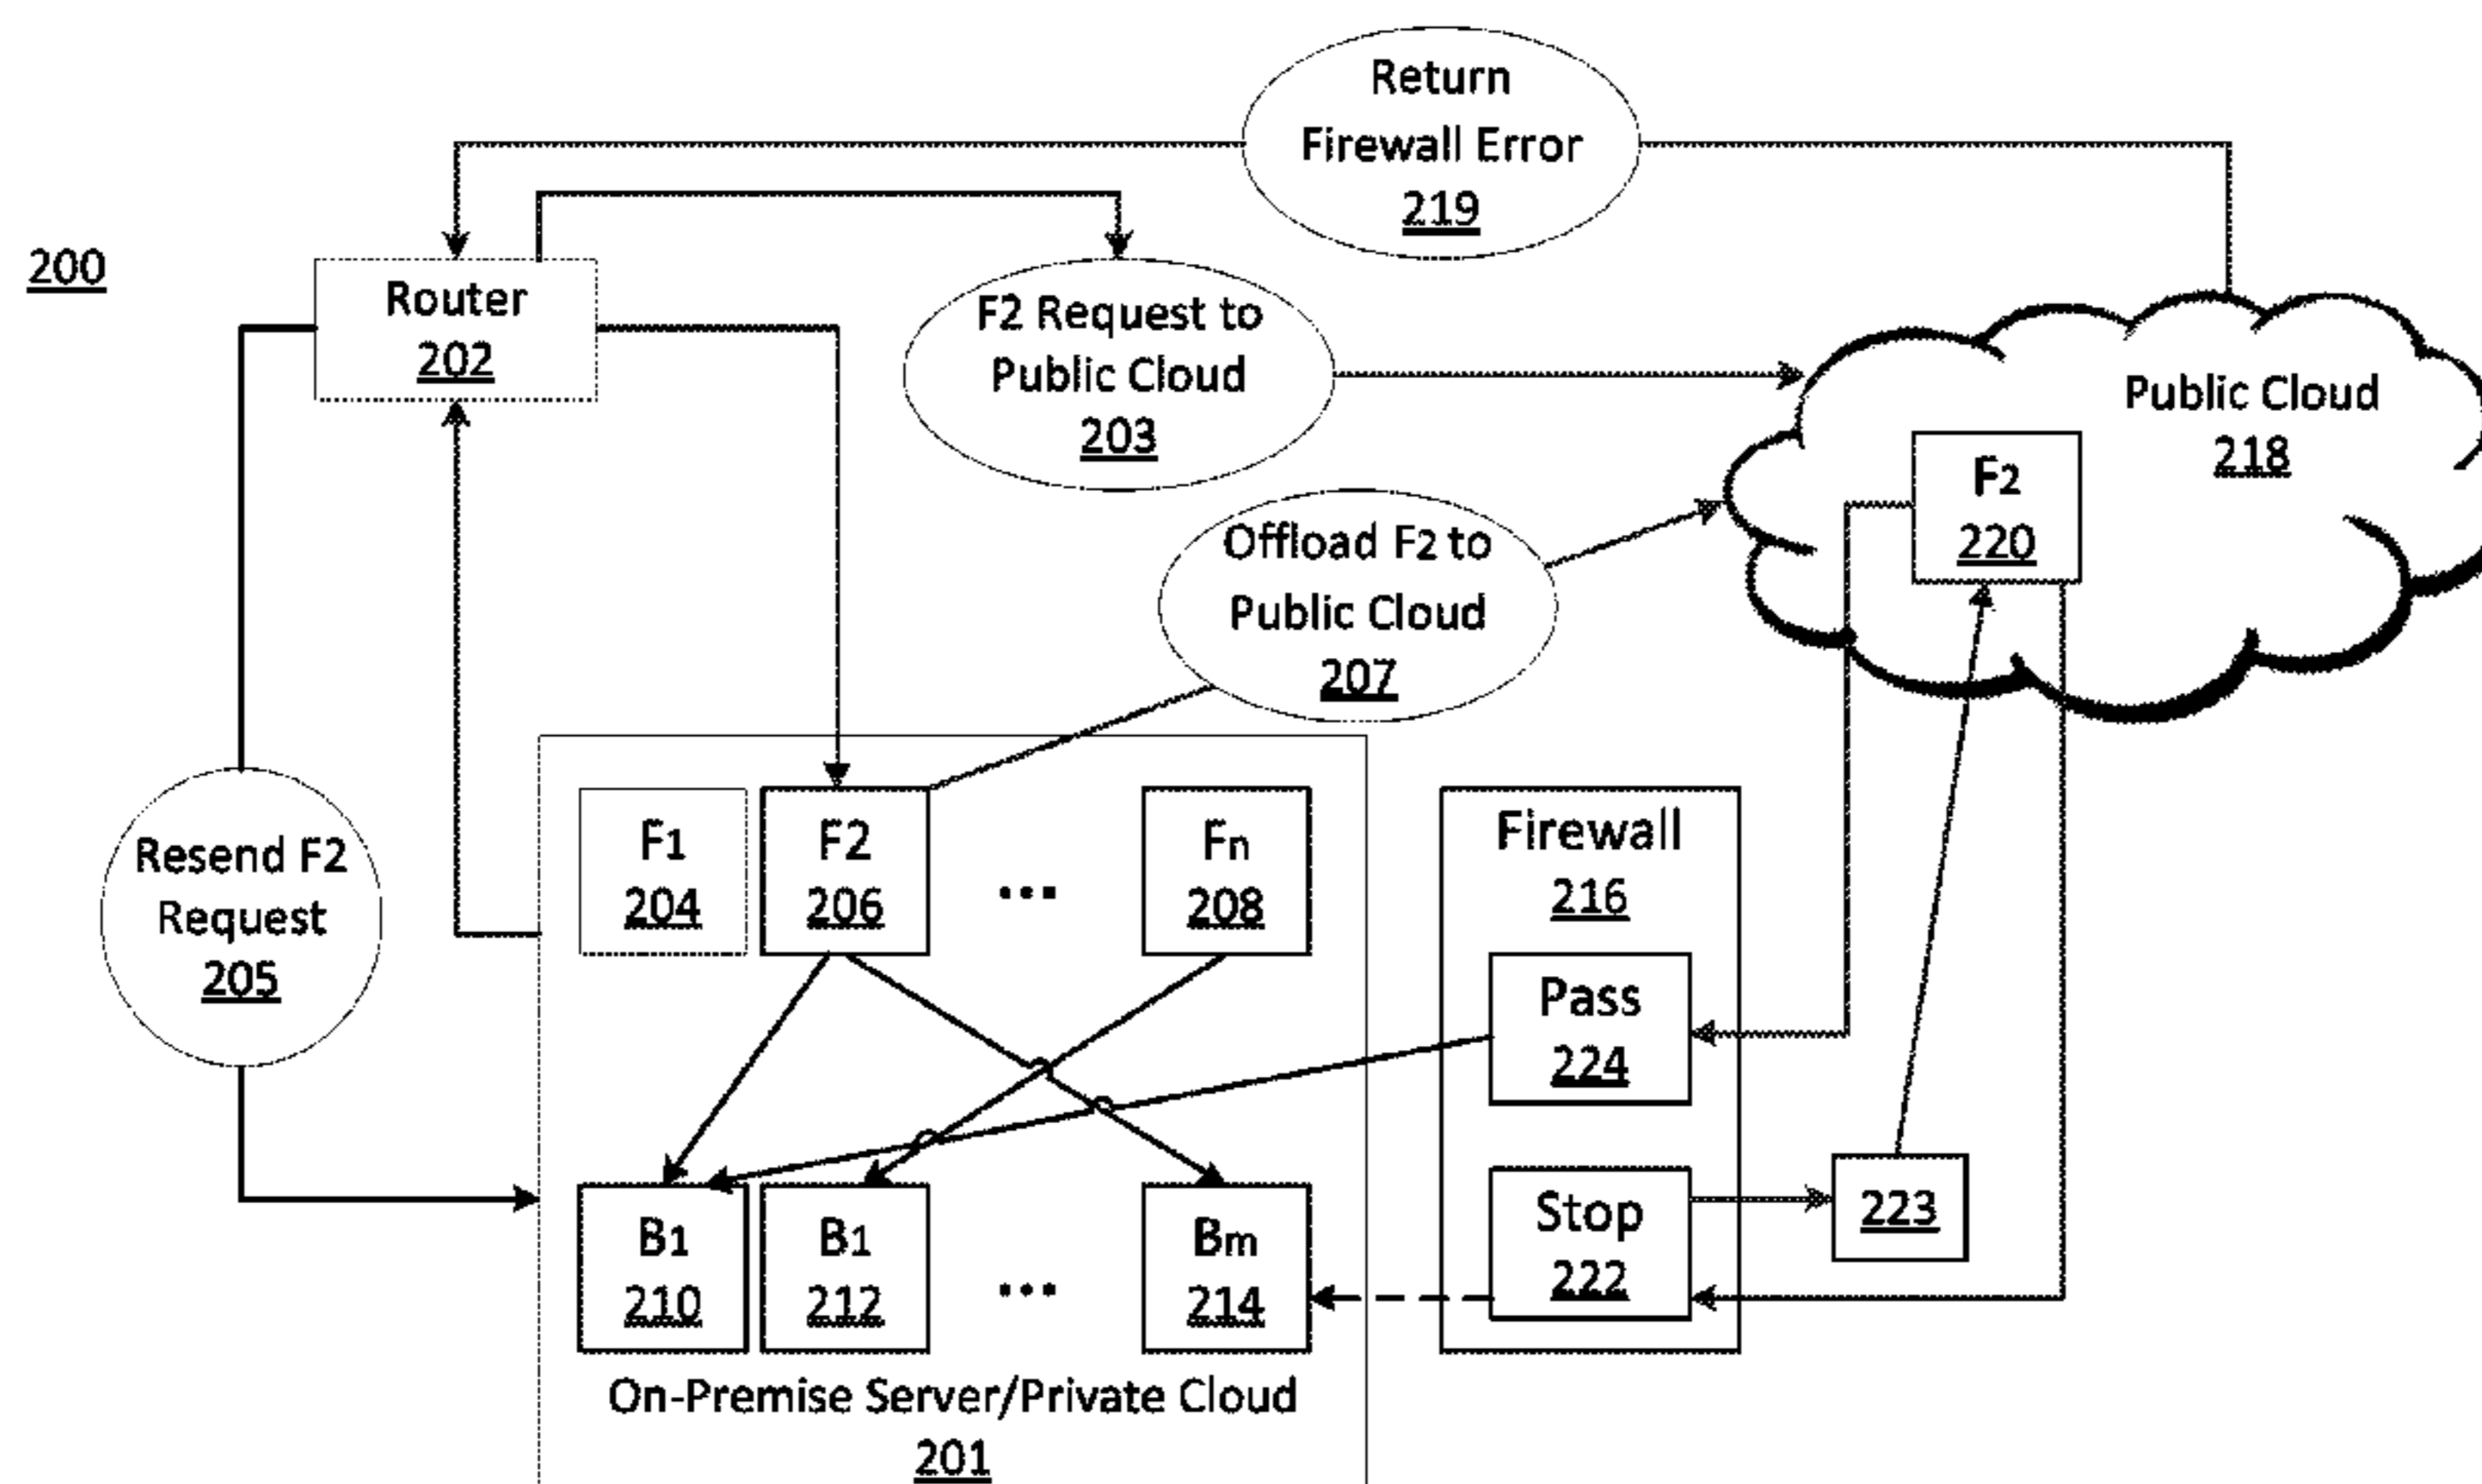 Return
Firewall Error
219
200
Router
202
F2 Request to
Public Cloud
203
Public Cloud
218
F2
220
Offload F2 to
Public Cloud
207
Resend F2
Request
205
F1
204
F2
206
...
Fn
208
Firewall
216
Pass
224
Stop
222
223
B1
210
B1
212
...
Bm
214
On-Premise Server/Private Cloud
201